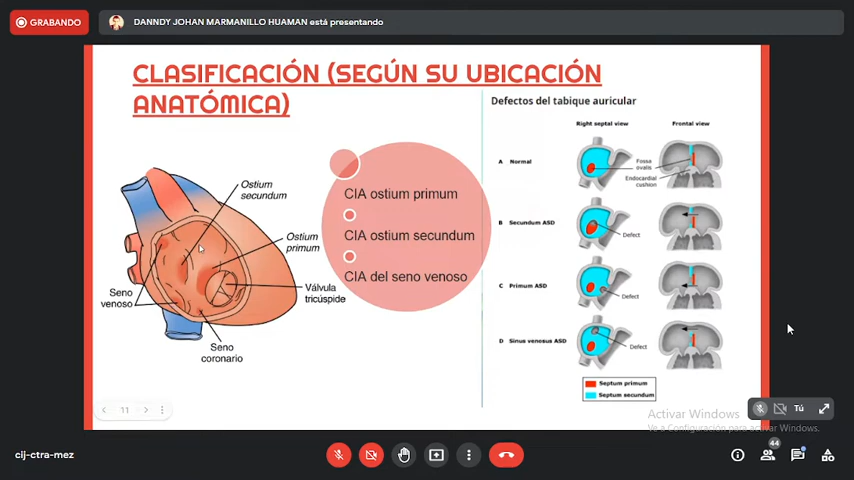 GRABANDO
DANNDY JOHAN MARMANILLO HUAMAN está presentando
CLASIFICACIÓN (SEGÚN SU UBICACIÓN
ANATÓMICA)
Ostium
secundum
Ostium
primum
Válvula
tricúspide
Seno
venoso
Seno
coronario
CIA ostium primum
CIA ostium secundum
CIA del seno venoso
Defectos del tabique auricular
Right septal view
Frontal view
A Normal
Fossa
ovalis
Endocardial
cushion
B Secundum ASD
Defect
C Primum ASD
Defect
D Sinus venosus ASD
Defect
Septum primum
Septum secundum
11
Tú
Activar Windows
Ve a Configuración para activar Windows.
cij-ctra-mez
44